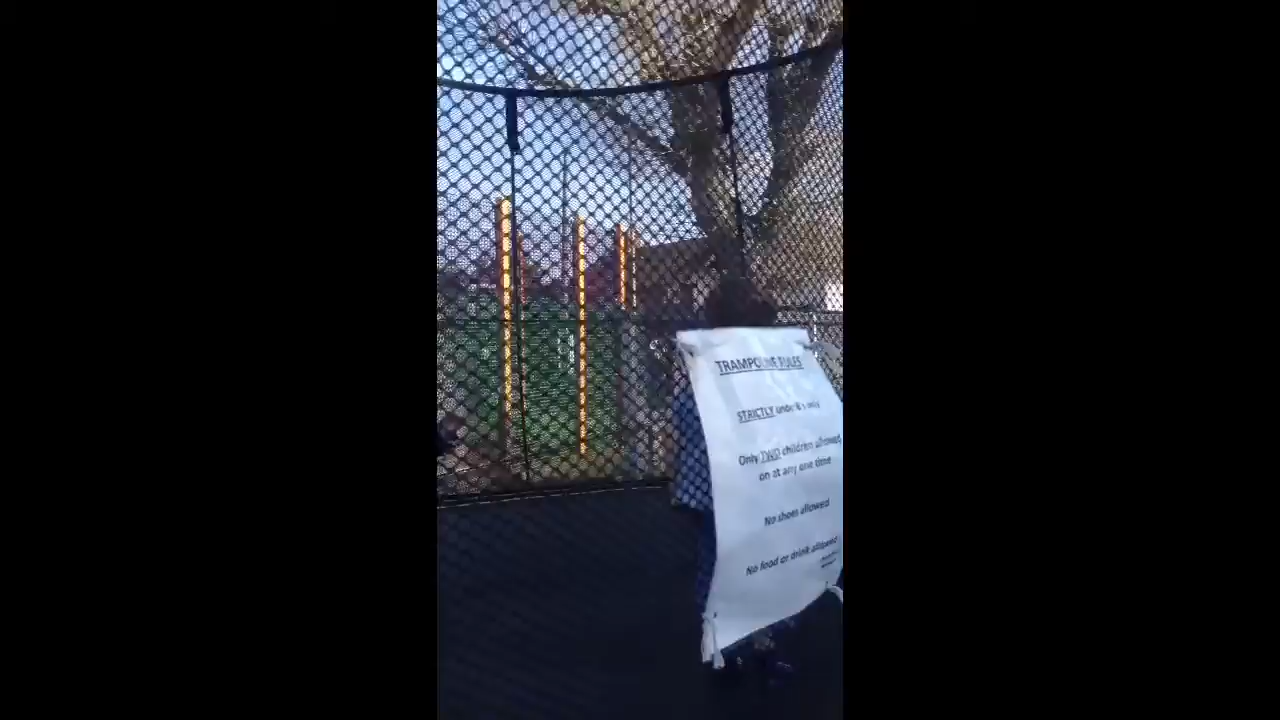 TRAMPOLINE RULES
STRICTLY under 8's only
Only TWO children allowed
on at any one time
No shoes allowed
No food or drink allowed